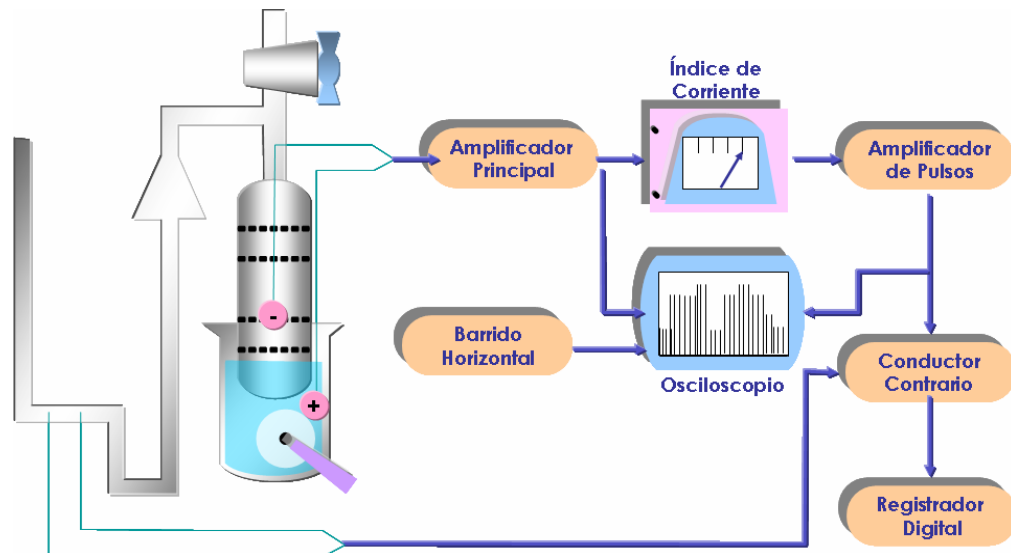 Índice de
Corriente
Amplificador
Principal
Amplificador
de Pulsos
-
+
Barrido
Horizontal
Osciloscopio
Conductor
Contrario
Registrador
Digital